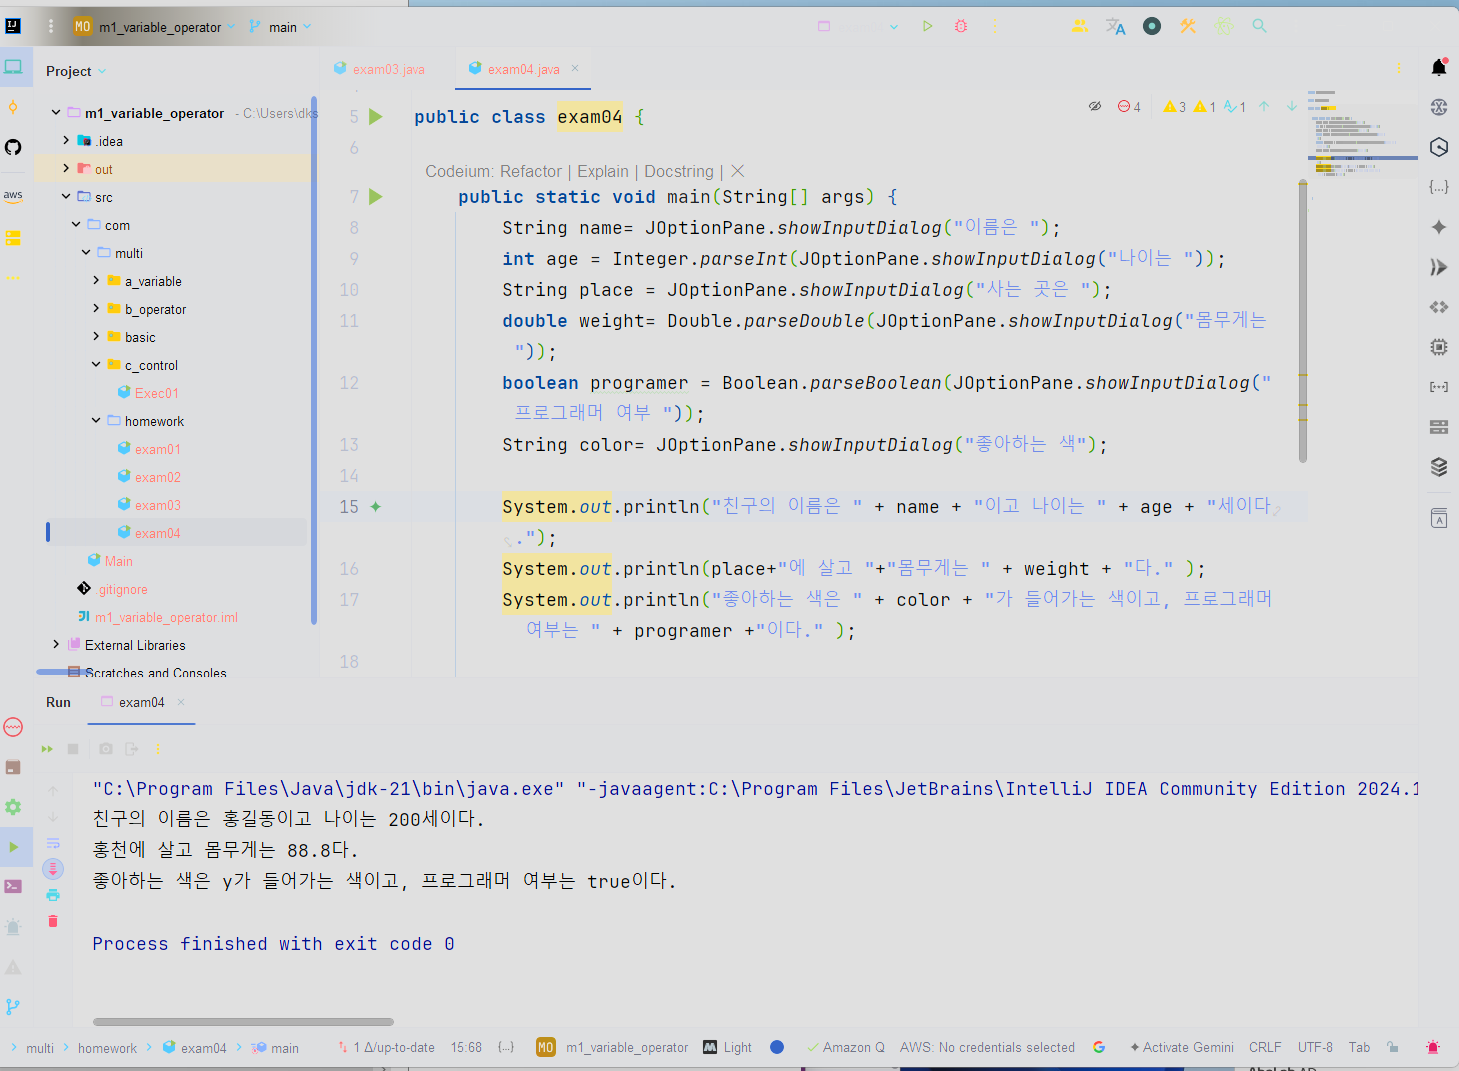 MO m1_variable_operator main
Project
exam03.java exam04.java
m1_variable_operator - C:\Users\dks
.idea
out
src
com
multi
a_variable
b_operator
basic
c_control
Exec01
homework
exam01
exam02
exam03
exam04
Main
.gitignore
m1_variable_operator.iml
External Libraries
Scratches and Consoles
aws
4 3 1 1
5 public class exam04 {
6
Codeium: Refactor | Explain | Docstring |
7 public static void main(String[] args) {
8 String name= JOptionPane.showInputDialog("이름은 ");
9 int age = Integer.parseInt(JOptionPane.showInputDialog("나이는 "));
10 String place = JOptionPane.showInputDialog("사는 곳은 ");
11 double weight= Double.parseDouble(JOptionPane.showInputDialog("몸무게는
"));
12 boolean programer = Boolean.parseBoolean(JOptionPane.showInputDialog("
프로그래머 여부 "));
13 String color= JOptionPane.showInputDialog("좋아하는 색");
14
15 System.out.println("친구의 이름은 " + name + "이고 나이는 " + age + "세이다
.");
16 System.out.println(place+"에 살고 "+"몸무게는 " + weight + "다." );
17 System.out.println("좋아하는 색은 " + color + "가 들어가는 색이고, 프로그래머
여부는 " + programer +"이다." );
18
Run exam04
"C:\Program Files\Java\jdk-21\bin\java.exe" "-javaagent:C:\Program Files\JetBrains\IntelliJ IDEA Community Edition 2024.1
친구의 이름은 홍길동이고 나이는 200세이다.
홍천에 살고 몸무게는 88.8다.
좋아하는 색은 y가 들어가는 색이고, 프로그래머 여부는 true이다.
Process finished with exit code 0
multi homework exam04 main 1 Δ/up-to-date 15:68 {..} MO m1_variable_operator Light Amazon Q AWS: No credentials selected Activate Gemini CRLF UTF-8 Tab